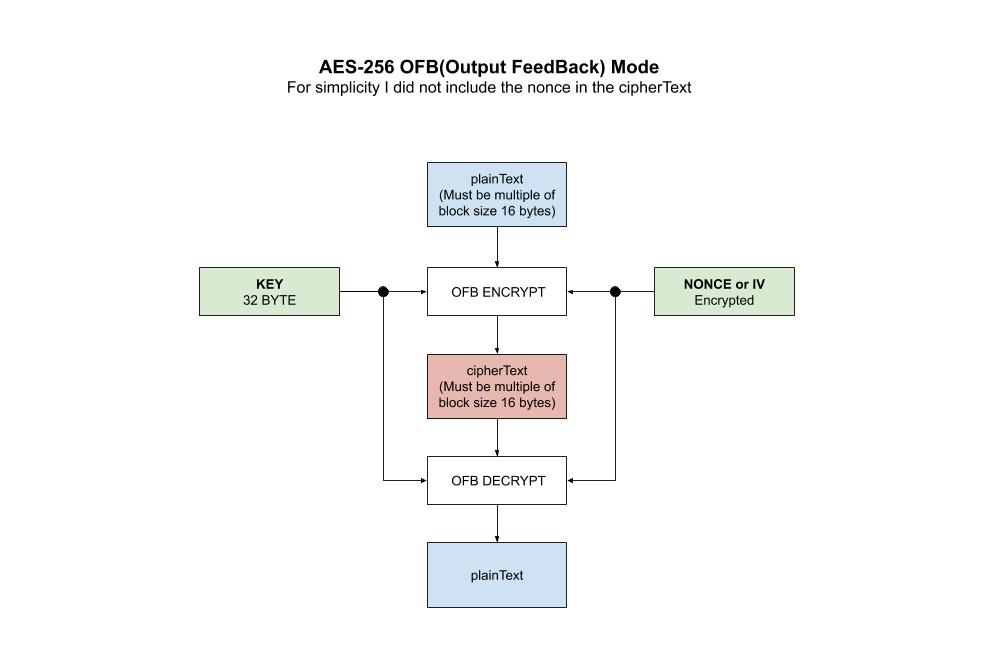 AES-256 OFB(Output FeedBack) Mode
For simplicity I did not include the nonce in the cipherText
plainText
(Must be multiple of
block size 16 bytes)
KEY
32 BYTE
OFB ENCRYPT
NONCE or IV
Encrypted
cipherText
(Must be multiple of
block size 16 bytes)
OFB DECRYPT
plainText